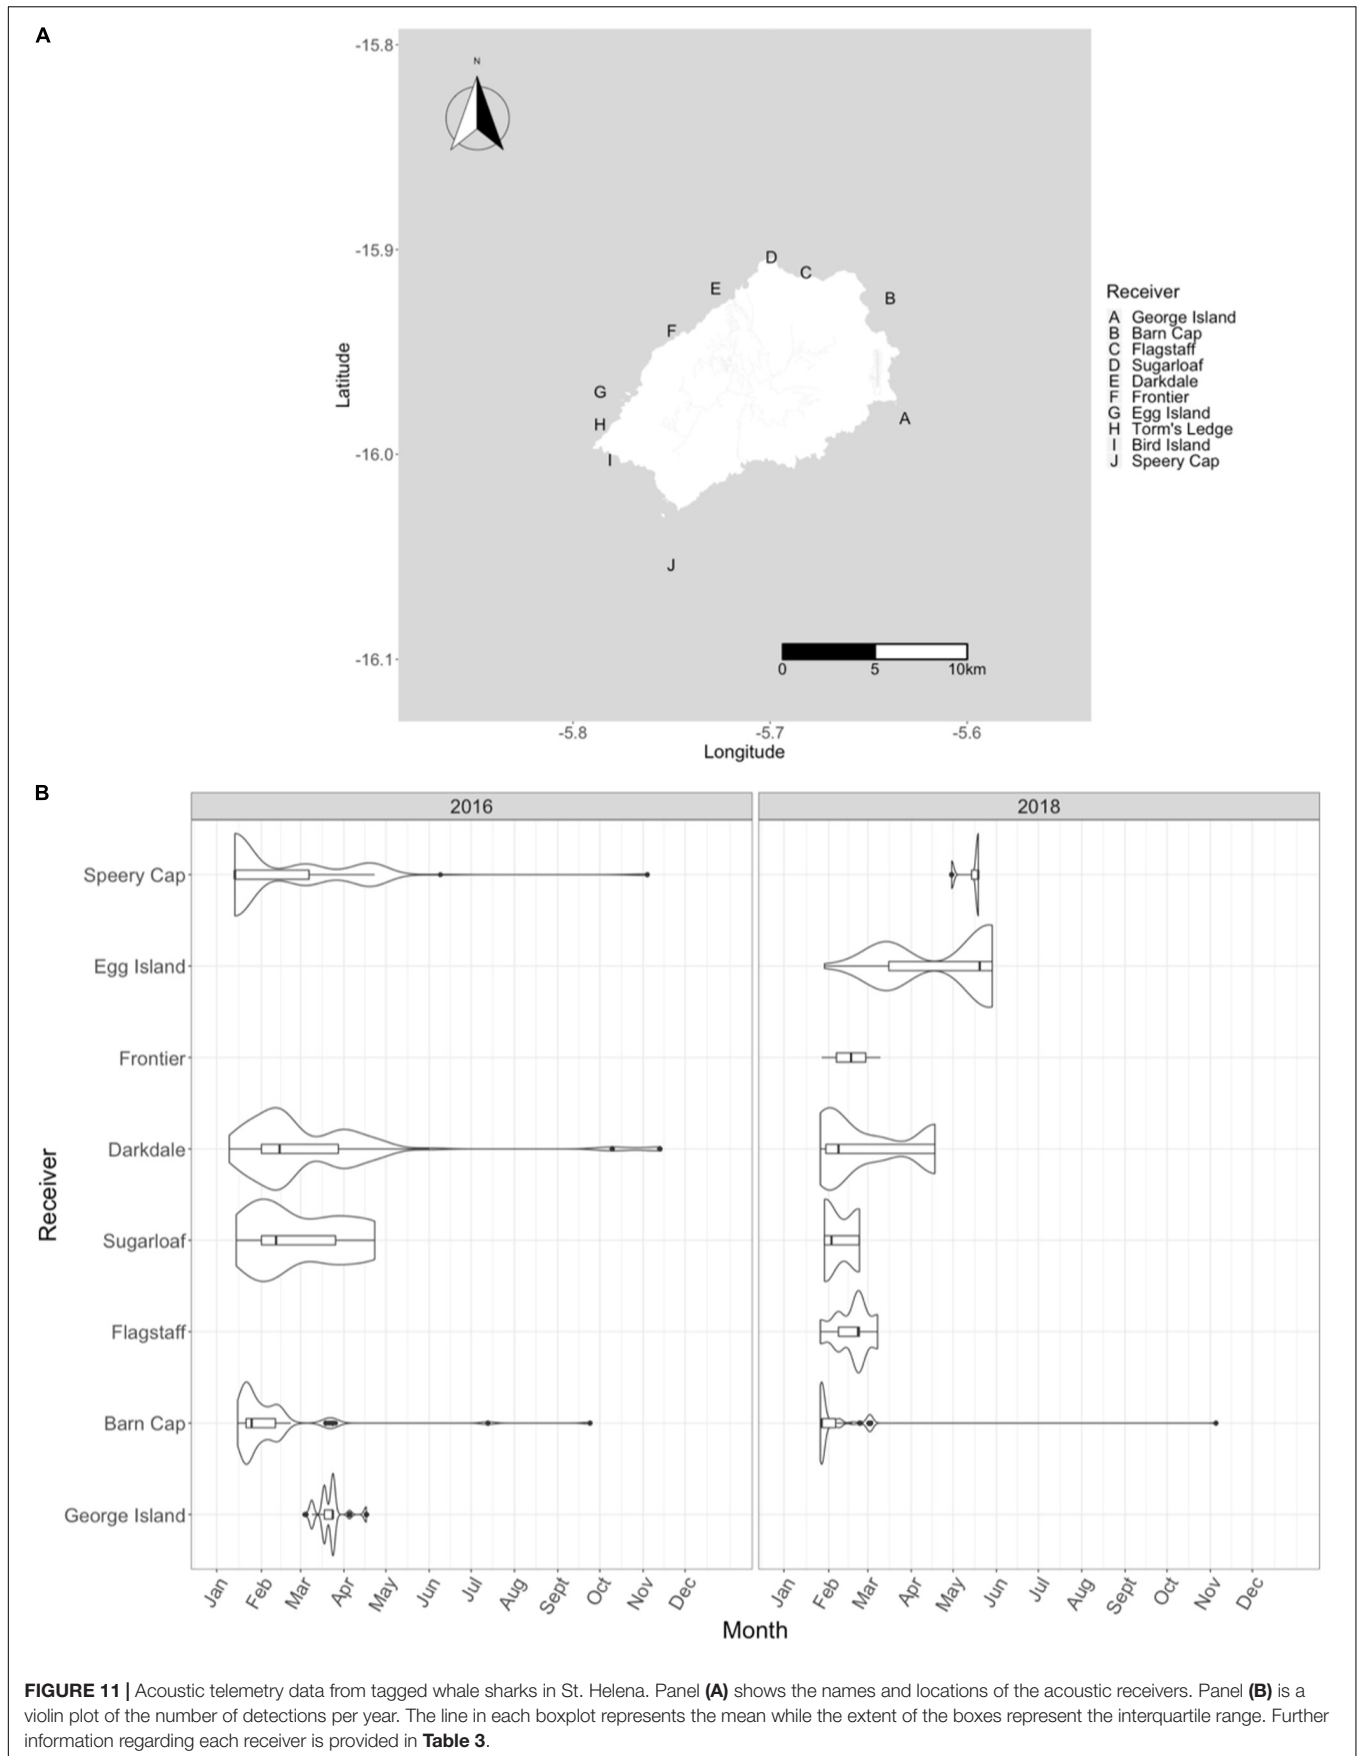 A
N
-15.8
-15.9
-16.0
-16.1
Latitude
D
C
E
B
F
G
A
H
I
J
0 5 10km
-5.8 -5.7 -5.6
Longitude
Receiver
A George Island
B Barn Cap
C Flagstaff
D Sugarloaf
E Darkdale
F Frontier
G Egg Island
H Torm's Ledge
I Bird Island
J Speery Cap
B
2016 2018
Speery Cap
Egg Island
Frontier
Darkdale
Sugarloaf
Flagstaff
Barn Cap
George Island
Receiver
Jan Feb Mar Apr May Jun Jul Aug Sept Oct Nov Dec Jan Feb Mar Apr May Jun Jul Aug Sept Oct Nov Dec
Month
FIGURE 11 | Acoustic telemetry data from tagged whale sharks in St. Helena. Panel (A) shows the names and locations of the acoustic receivers. Panel (B) is a
violin plot of the number of detections per year. The line in each boxplot represents the mean while the extent of the boxes represent the interquartile range. Further
information regarding each receiver is provided in Table 3.